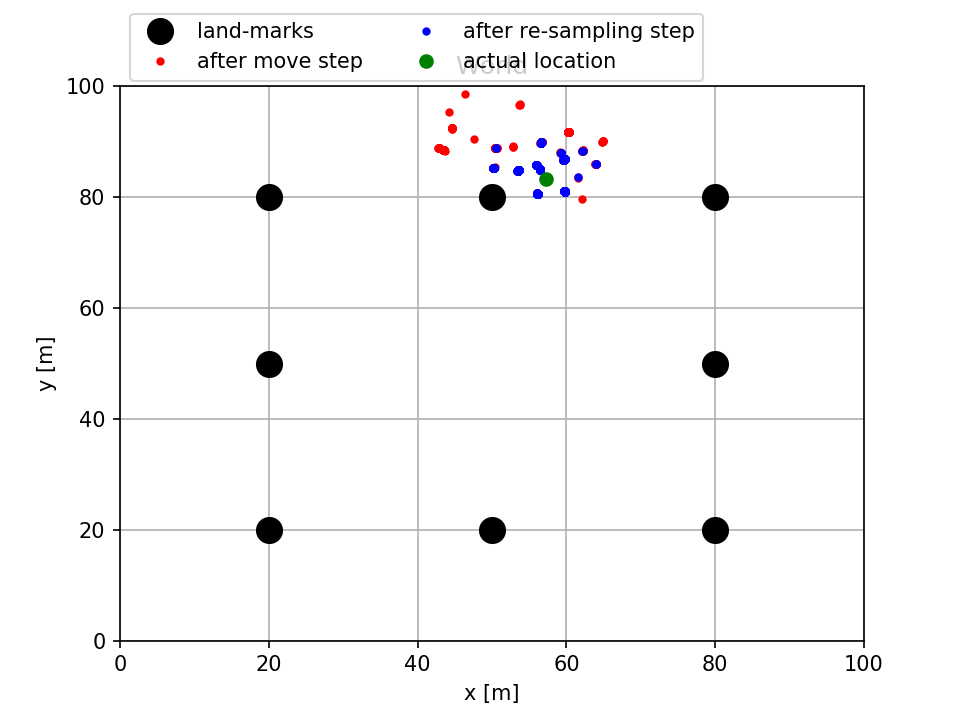 land-marks
after re-sampling step
after move step
actual location
World
100
80
60
40
20
0
y [m]
0
20
40
60
80
100
x [m]